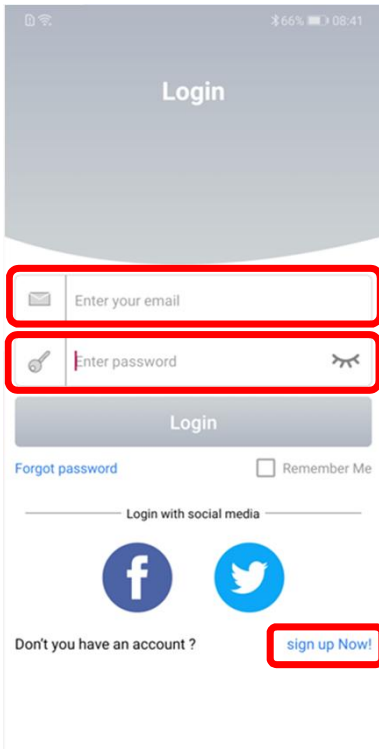 66% 08:41
Login
Enter your email
Enter password
Login
Forgot password Remember Me
Login with social media
f
Don't you have an account ? sign up Now!